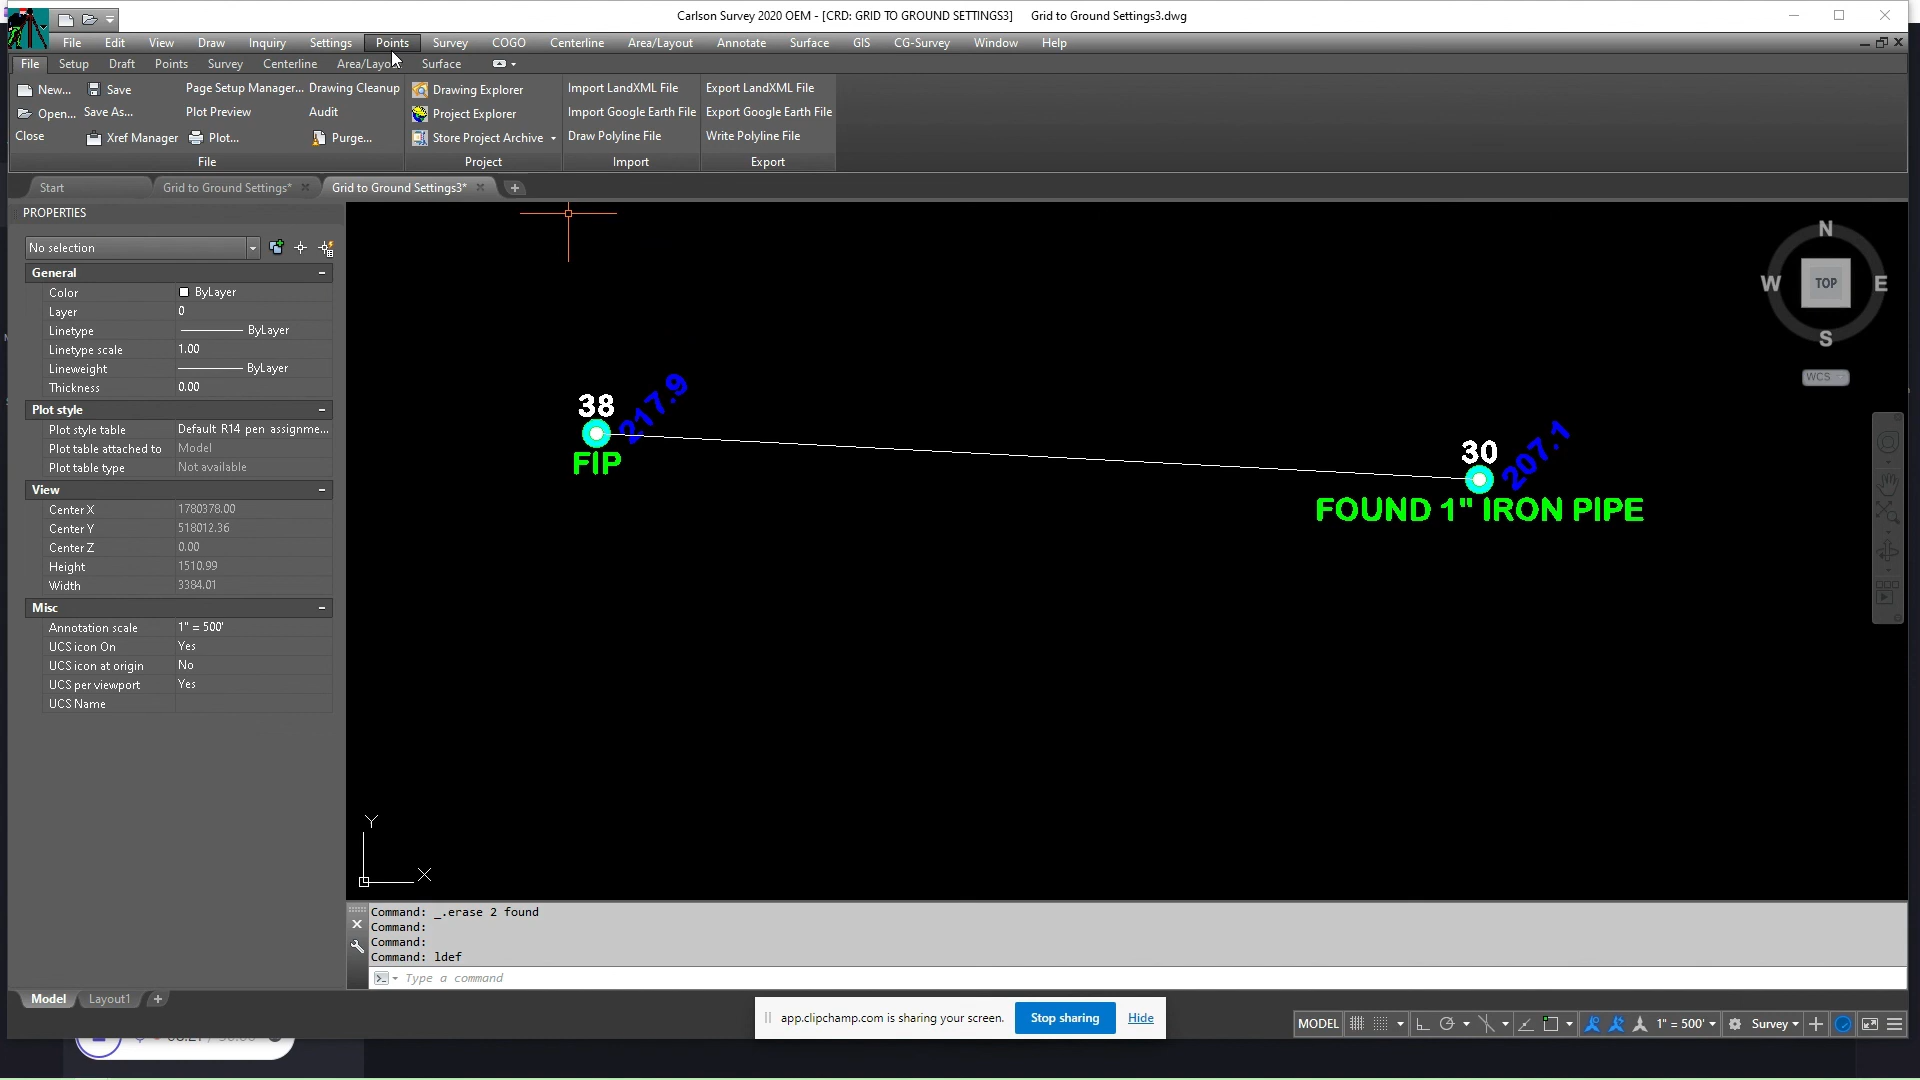 Carlson Survey 2020 OEM - [CRD: GRID TO GROUND SETTINGS3] Grid to Ground Settings3.dwg
File Edit View Draw Inquiry Settings Points Survey COGO Centerline Area/Layout Annotate Surface GIS CG-Survey Window Help
File Setup Draft Points Survey Centerline Area/Layou Surface
New... Save Page Setup Manager... Drawing Cleanup Drawing Explorer Import LandXML File Export LandXML File
Open... Save As... Plot Preview Audit Project Explorer Import Google Earth File Export Google Earth File
Close Xref Manager Plot... Purge... Store Project Archive Draw Polyline File Write Polyline File
File Project Import Export
Start Grid to Ground Settings* Grid to Ground Settings3*
PROPERTIES
No selection
General
Color ByLayer
Layer 0
Linetype ByLayer
Linetype scale 1.00
Lineweight ByLayer
Thickness 0.00
Plot style
Plot style table Default R14 pen assignme...
Plot table attached to Model
Plot table type Not available
View
Center X 1780378.00
Center Y 518012.36
Center Z 0.00
Height 1510.99
Width 3384.01
Misc
Annotation scale 1" = 500'
UCS icon On Yes
UCS icon at origin No
UCS per viewport Yes
UCS Name
N
W TOP E
S
WCS
38
217.9
FIP
30
207.1
FOUND 1" IRON PIPE
Y
X
Command: _.erase 2 found
Command:
Command:
Command: ldef
Type a command
Model Layout1
app.clipchamp.com is sharing your screen. Stop sharing Hide
MODEL 1" = 500' Survey